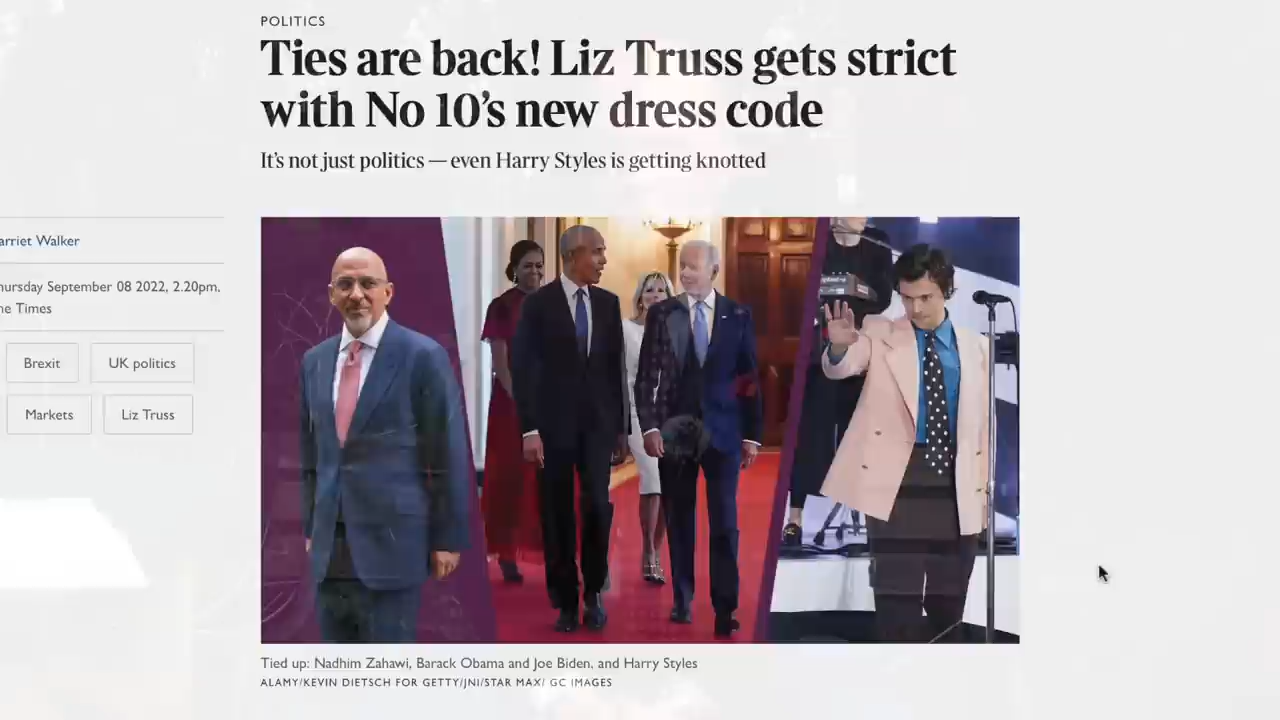 POLITICS
Ties are back! Liz Truss gets strict
with No 10's new dress code
It's not just politics — even Harry Styles is getting knotted
arriet Walker
hursday September 08 2022, 2.20pm,
he Times
Brexit
UK politics
Markets
Liz Truss
Tied up: Nadhim Zahawi, Barack Obama and Joe Biden, and Harry Styles
ALAMY/KEVIN DIETSCH FOR GETTY/JNI/STAR MAX/ GC IMAGES